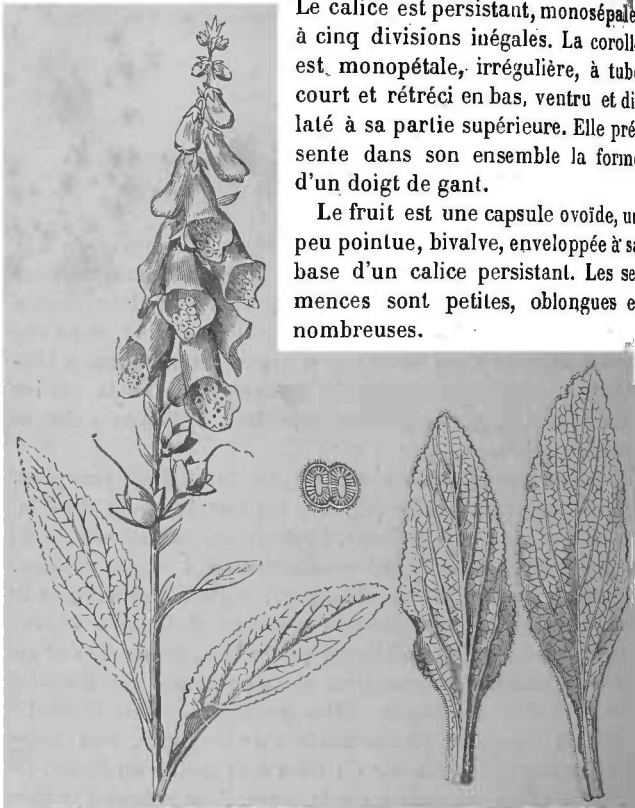 Le calice est persistant, monosépale
à cinq divisions inégales. La coroll
est monopétale, irrégulière, à tub
court et rétréci en bas, ventru et di
laté à sa partie supérieure. Elle pré
sente dans son ensemble la forme
d'un doigt de gant.
Le fruit est une capsule ovoïde, un
peu pointue, bivalve, enveloppée à sa
base d'un calice persistant. Les se
mences sont petites, oblongues e
nombreuses.